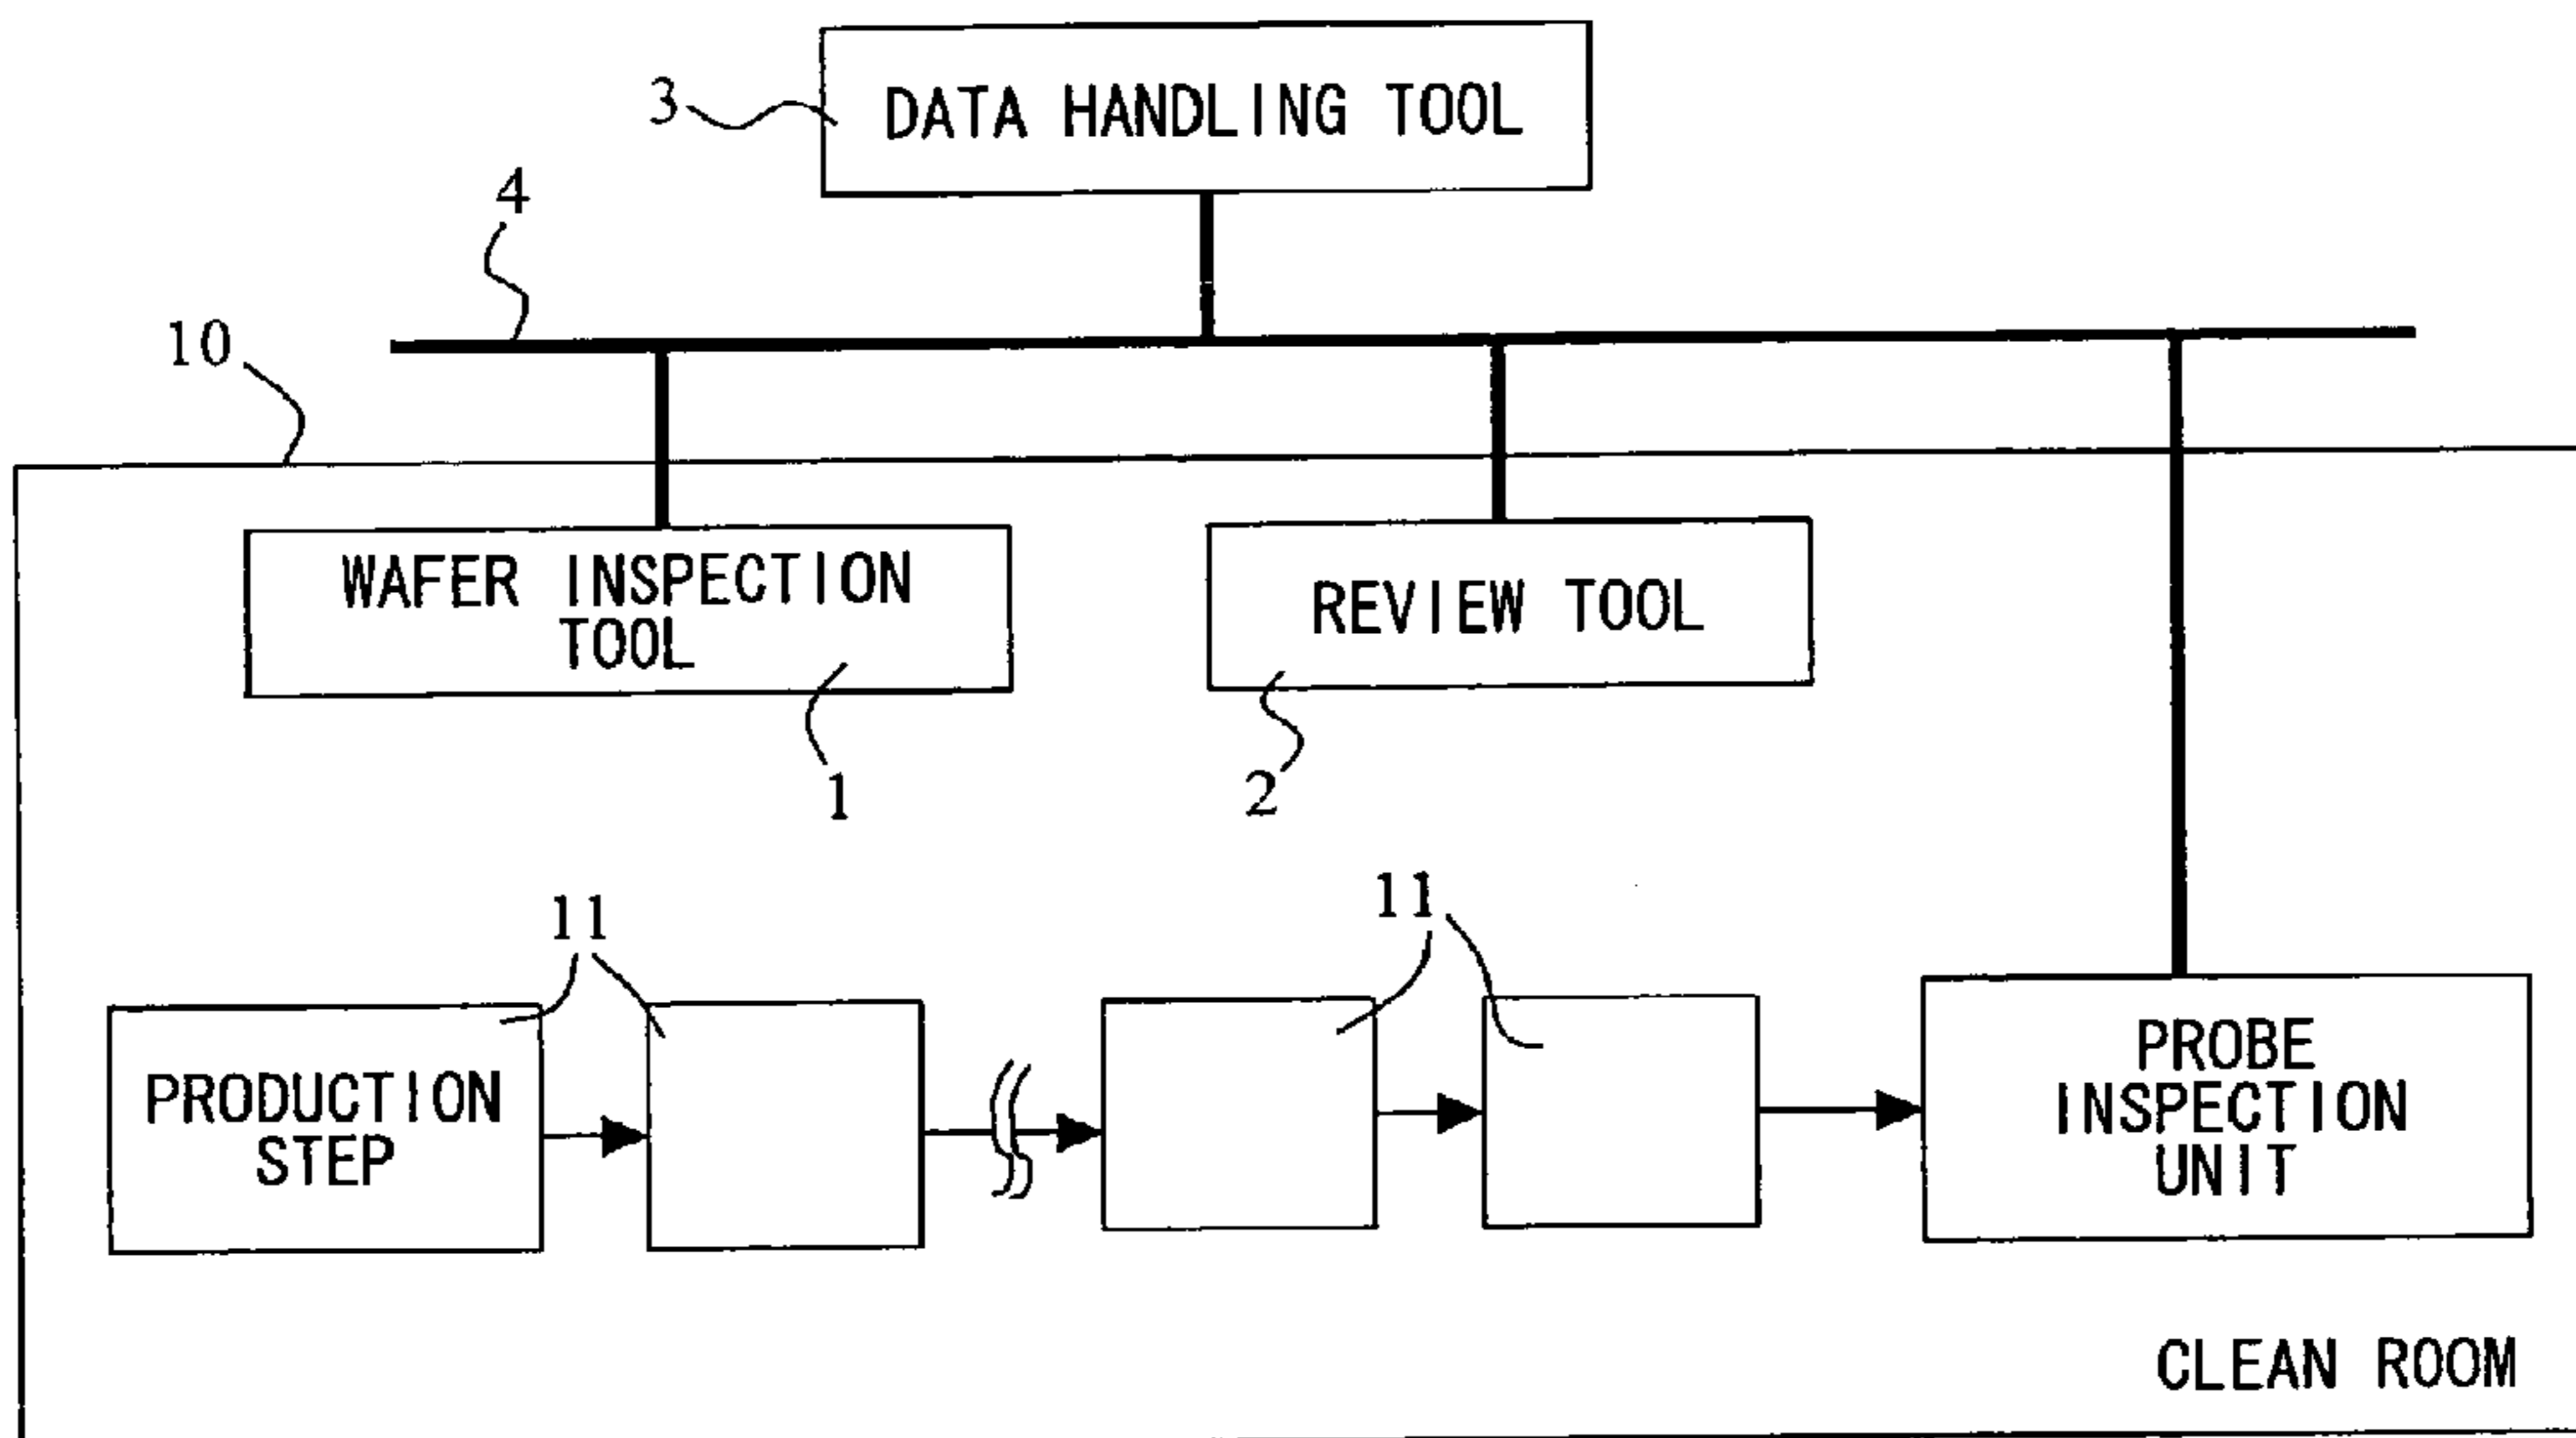 3
DATA HANDLING TOOL
4
10
WAFER INSPECTION
TOOL
REVIEW TOOL
1
2
11
11
PRODUCTION
STEP
PROBE
INSPECTION
UNIT
CLEAN ROOM